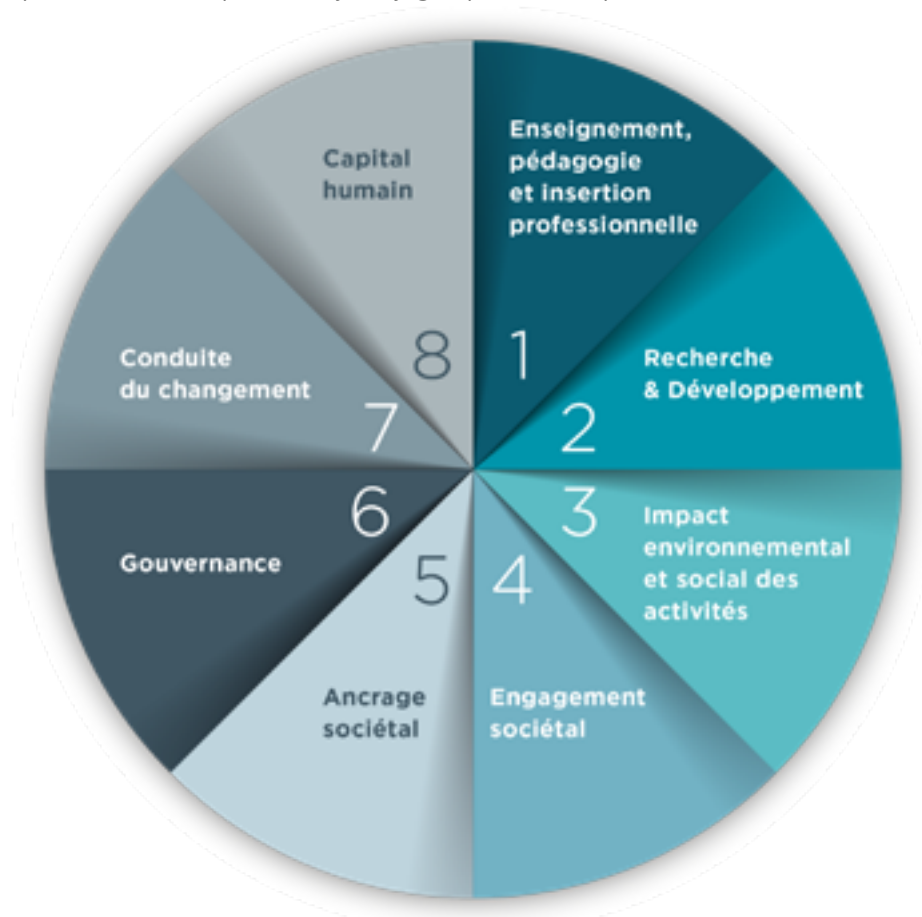 Enseignement,
pédagogie
et insertion
professionnelle
1
Recherche
& Développement
2
3
Impact
environnemental
et social des
activités
4
Engagement
sociétal
5
Ancrage
sociétal
6
Gouvernance
7
Conduite
du changement
8
Capital
humain